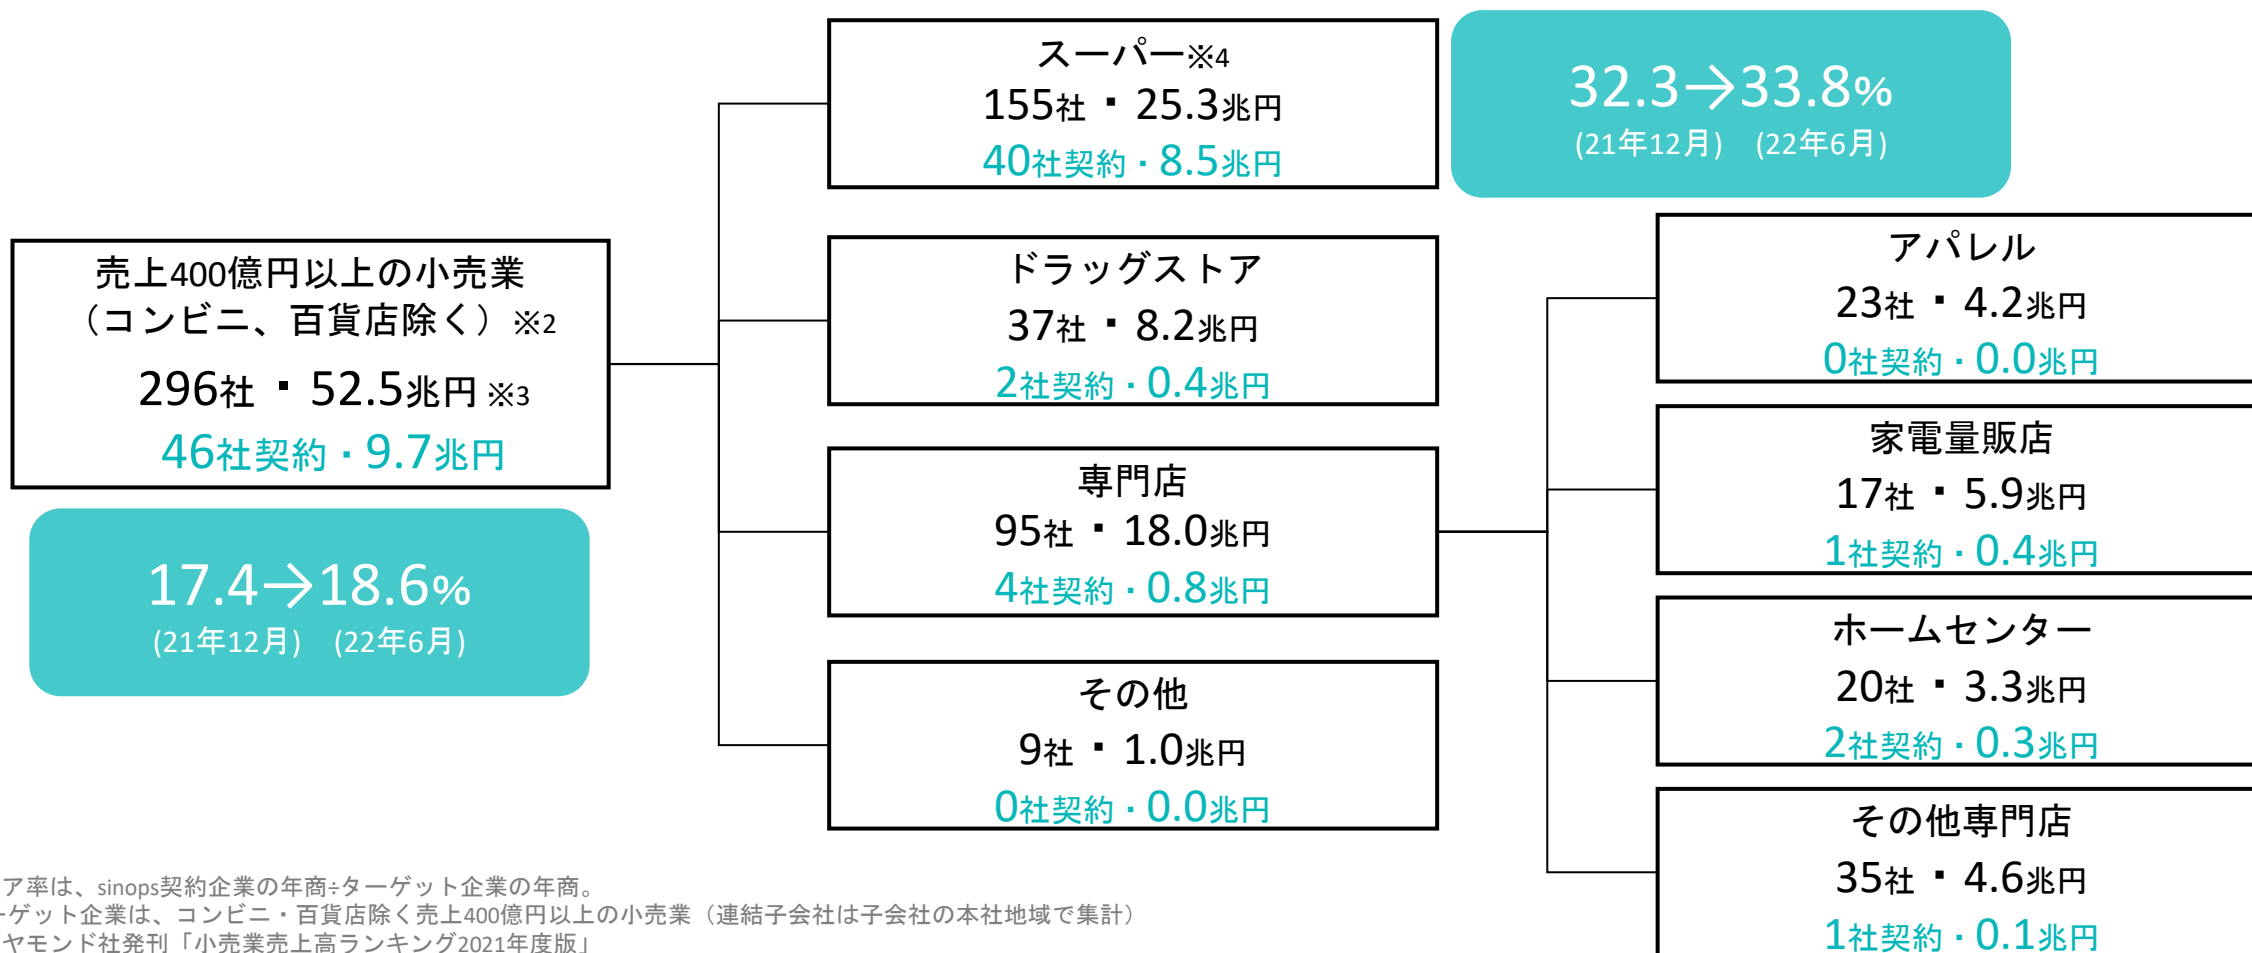 売上400億円以上の小売業
（コンビニ、百貨店除く）※2
296社・52.5兆円 ※3
46社契約・9.7兆円
17.4→18.6%
(21年12月) (22年6月)
スーパー※4
155社・25.3兆円
40社契約・8.5兆円
32.3→33.8%
(21年12月) (22年6月)
ドラッグストア
37社・8.2兆円
2社契約・0.4兆円
専門店
95社・18.0兆円
4社契約・0.8兆円
その他
9社・1.0兆円
0社契約・0.0兆円
アパレル
23社・4.2兆円
0社契約・0.0兆円
家電量販店
17社・5.9兆円
1社契約・0.4兆円
ホームセンター
20社・3.3兆円
2社契約・0.3兆円
その他専門店
35社・4.6兆円
1社契約・0.1兆円
ア率は、sinops契約企業の年商÷ターゲット企業の年商。
ーゲット企業は、コンビニ・百貨店除く売上400億円以上の小売業（連結子会社は子会社の本社地域で集計）
ヤモンド社発刊「小売業売上高ランキング2021年度版」